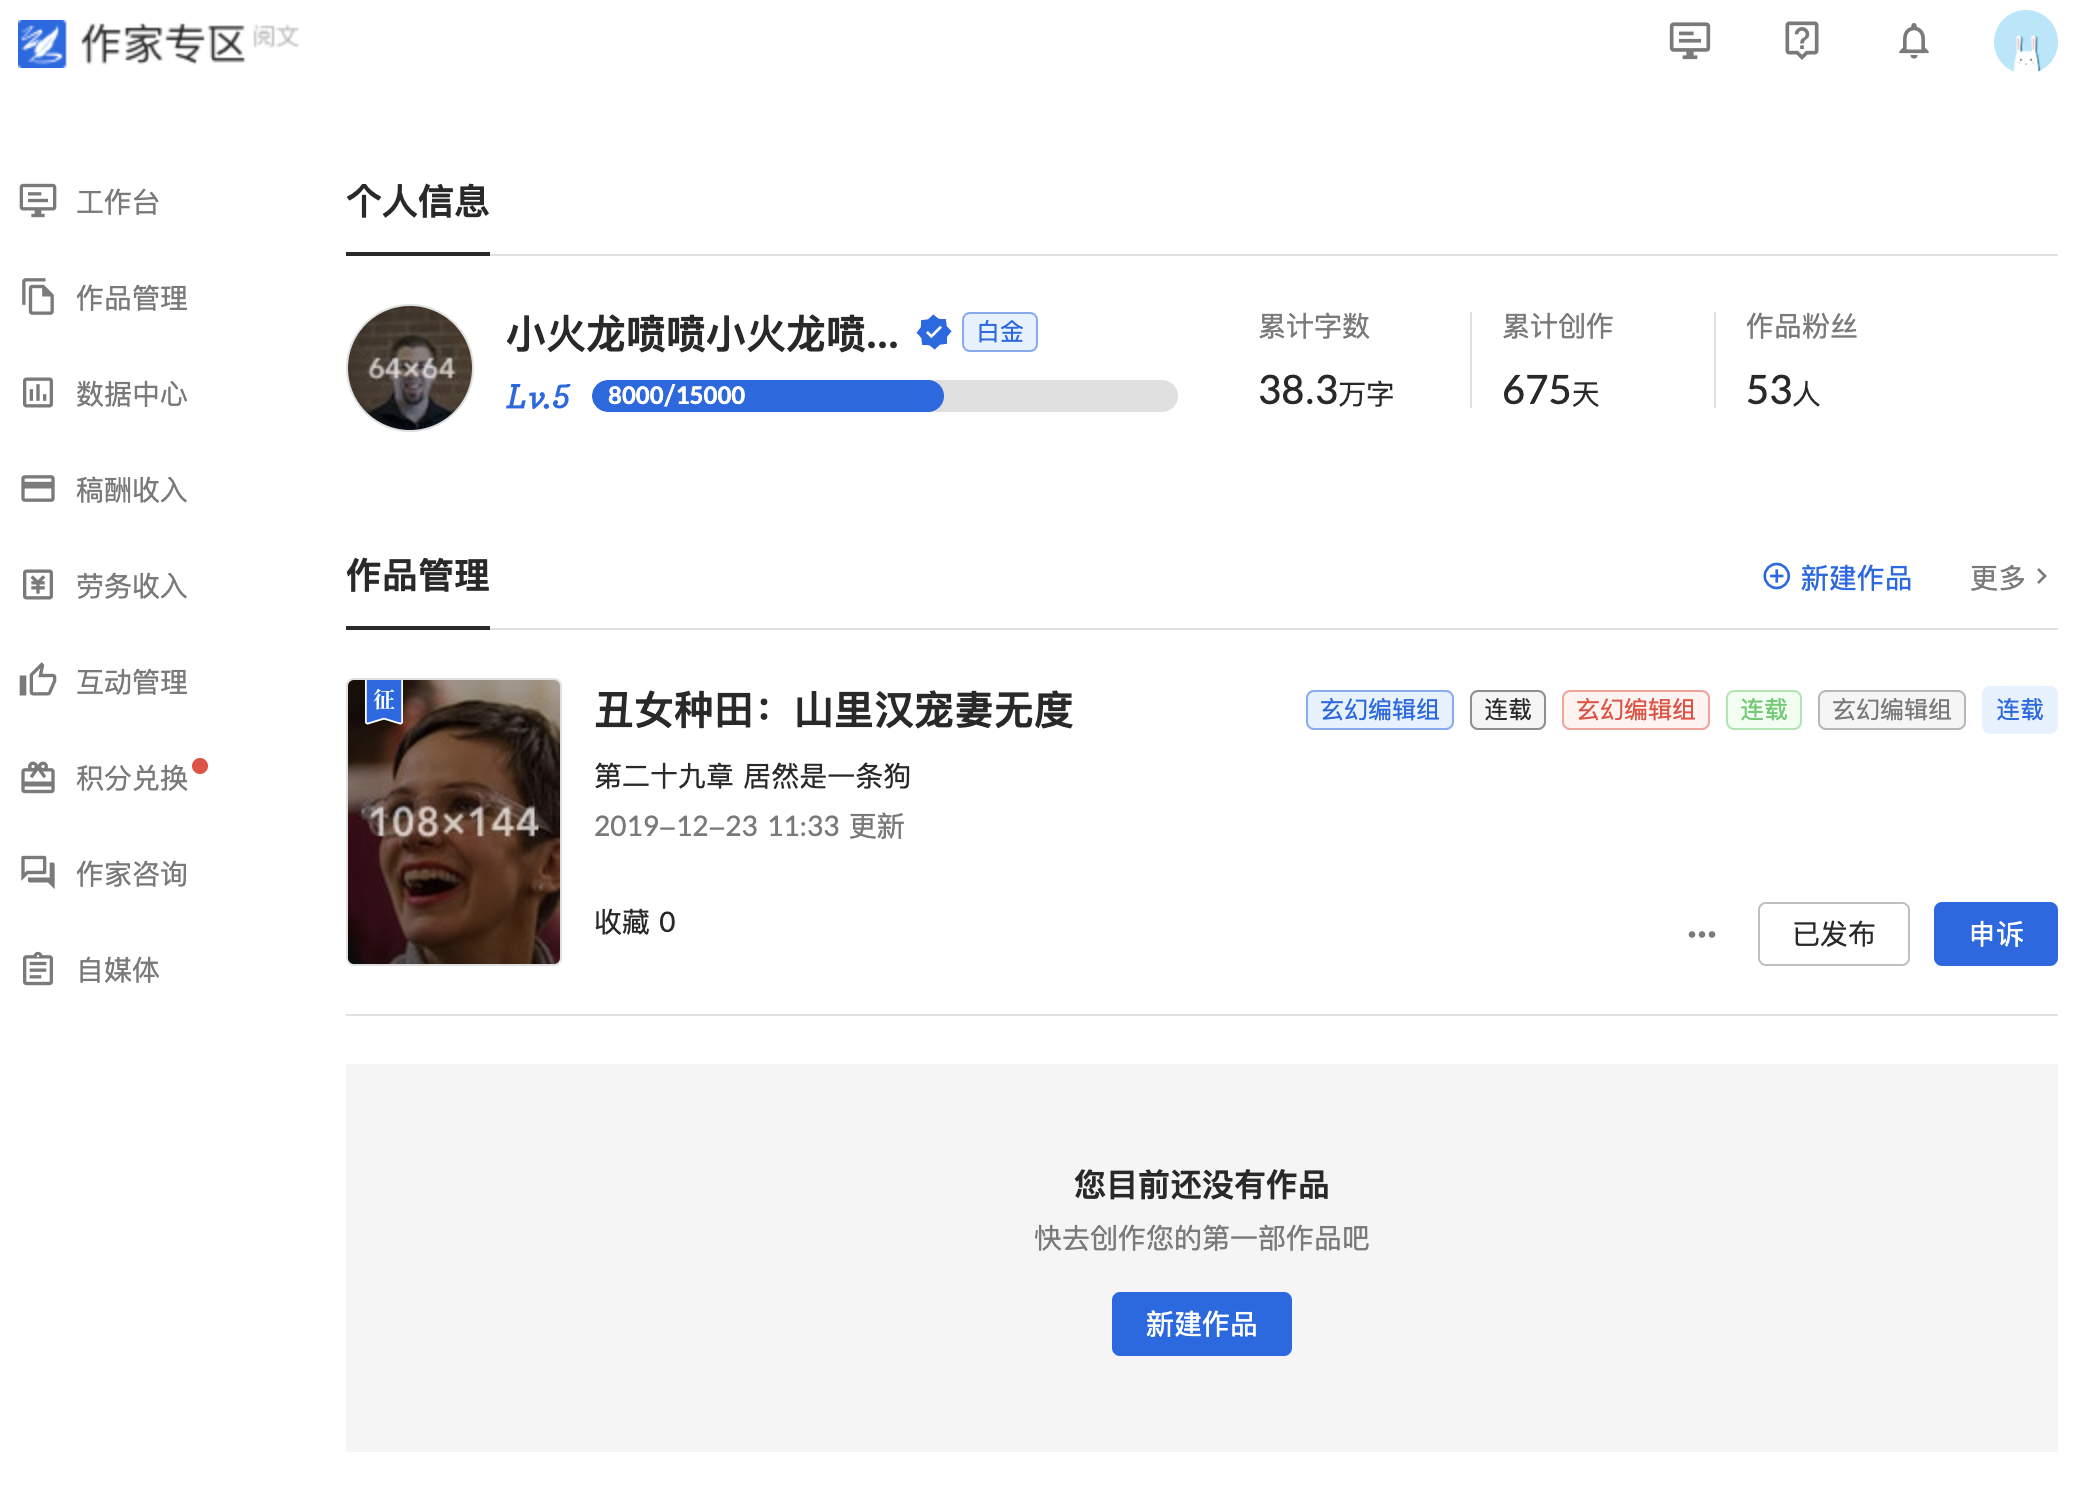 作家专区 阅文
工作台
作品管理
数据中心
稿酬收入
劳务收入
互动管理
积分兑换
作家咨询
自媒体
个人信息
64×64
小火龙喷喷小火龙喷... 白金
Lv.5 8000/15000
累计字数
38.3万字
累计创作
675天
作品粉丝
53人
作品管理
新建作品 更多
征
108×144
丑女种田：山里汉宠妻无度
玄幻编辑组 连载 玄幻编辑组 连载 玄幻编辑组 连载
第二十九章 居然是一条狗
2019-12-23 11:33 更新
收藏 0
已发布 申诉
您目前还没有作品
快去创作您的第一部作品吧
新建作品